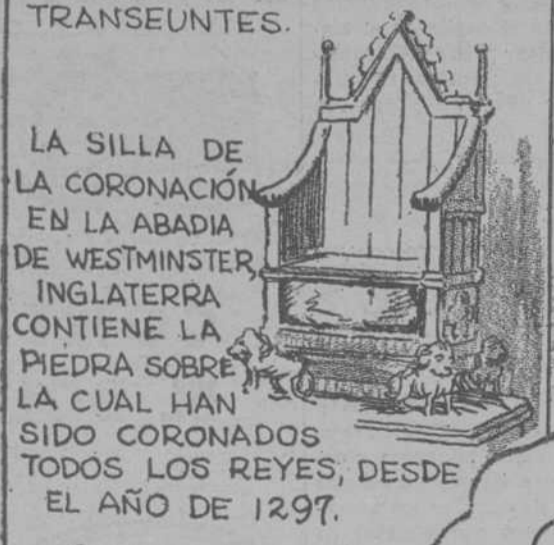 TRANSEUNTES.
LA SILLA DE
LA CORONACIÓN
EN LA ABADIA
DE WESTMINSTER,
INGLATERRA
CONTIENE LA
PIEDRA SOBRE
LA CUAL HAN
SIDO CORONADOS
TODOS LOS REYES, DESDE
EL AÑO DE 1297.